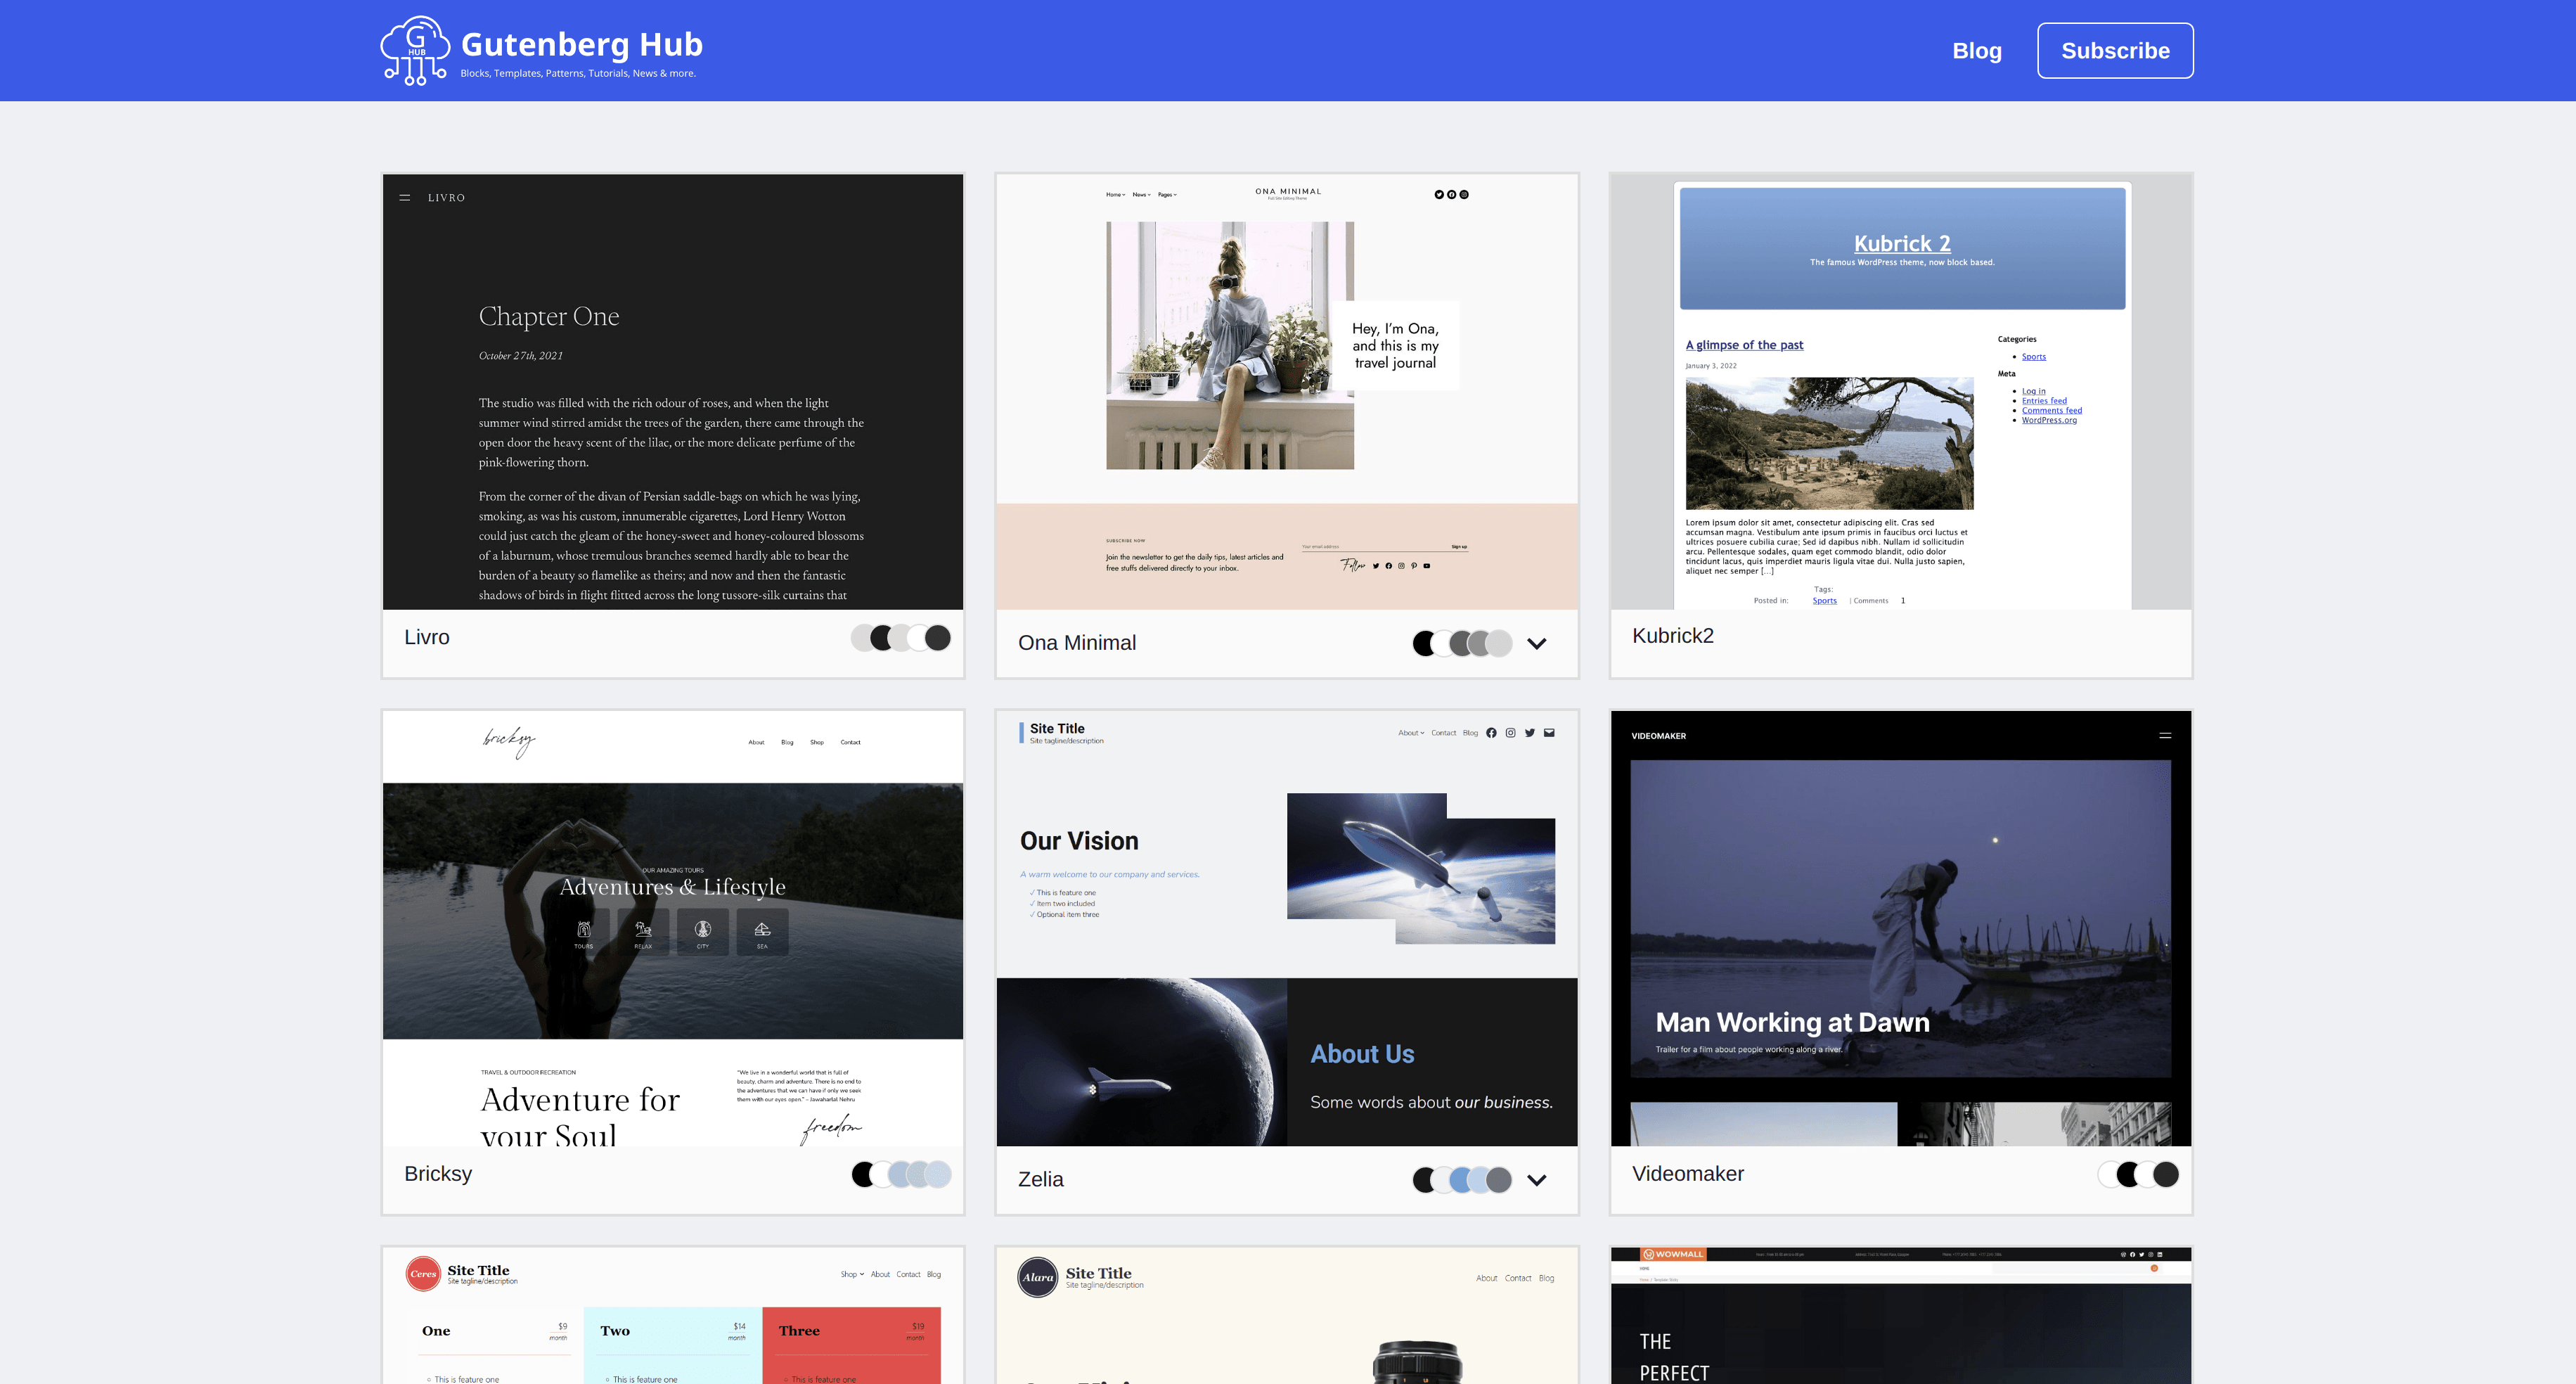 G
HUB
Gutenberg Hub
Blocks, Templates, Patterns, Tutorials, News & more.
Blog
Subscribe
LIVRO
Chapter One
October 27th, 2021
The studio was filled with the rich odour of roses, and when the light
summer wind stirred amidst the trees of the garden, there came through the
open door the heavy scent of the lilac, or the more delicate perfume of the
pink-flowering thorn.
From the corner of the divan of Persian saddle-bags on which he was lying,
smoking, as was his custom, innumerable cigarettes, Lord Henry Wotton
could just catch the gleam of the honey-sweet and honey-coloured blossoms
of a laburnum, whose tremulous branches seemed hardly able to bear the
burden of a beauty so flamelike as theirs; and now and then the fantastic
shadows of birds in flight flitted across the long tussore-silk curtains that
Livro
Home News Pages
ONA MINIMAL
Full Site Editing Theme
Hey, I'm Ona,
and this is my
travel journal
SUBSCRIBE NOW
Join the newsletter to get the daily tips, latest articles and
free stuffs delivered directly to your inbox.
Your email address
Sign up
Follow
Ona Minimal
Kubrick 2
The famous WordPress theme, now block based.
A glimpse of the past
January 3, 2022
Lorem ipsum dolor sit amet, consectetur adipiscing elit. Cras sed
accumsan magna. Vestibulum ante ipsum primis in faucibus orci luctus et
ultrices posuere cubilia curae; Sed id dapibus nibh. Nullam id sollicitudin
arcu. Pellentesque sodales, quam eget commodo blandit, odio dolor
tincidunt lacus, quis imperdiet mauris ligula vitae dui. Nulla justo sapien,
aliquet nec semper […]
Tags:
Posted in: Sports | Comments 1
Categories
Sports
Meta
Log in
Entries feed
Comments feed
WordPress.org
Kubrick2
bricksy
About Blog Shop Contact
OUR AMAZING TOURS
Adventures & Lifestyle
TOURS RELAX CITY SEA
TRAVEL & OUTDOOR RECREATION
Adventure for
your Soul
"We live in a wonderful world that is full of
beauty, charm and adventure. There is no end to
the adventures that we can have if only we seek
them with our eyes open." – Jawaharlal Nehru
freedom
Bricksy
Site Title
Site tagline/description
About Contact Blog
Our Vision
A warm welcome to our company and services.
This is feature one
Item two included
Optional item three
About Us
Some words about our business.
Zelia
VIDEOMAKER
Man Working at Dawn
Trailer for a film about people working along a river.
Videomaker
Ceres
Site Title
Site tagline/description
Shop About Contact Blog
One $9
month
This is feature one
Two $14
month
This is feature one
Three $19
month
This is feature one
Alara
Site Title
Site tagline/description
About Contact Blog
WOWMALL
THE
PERFECT